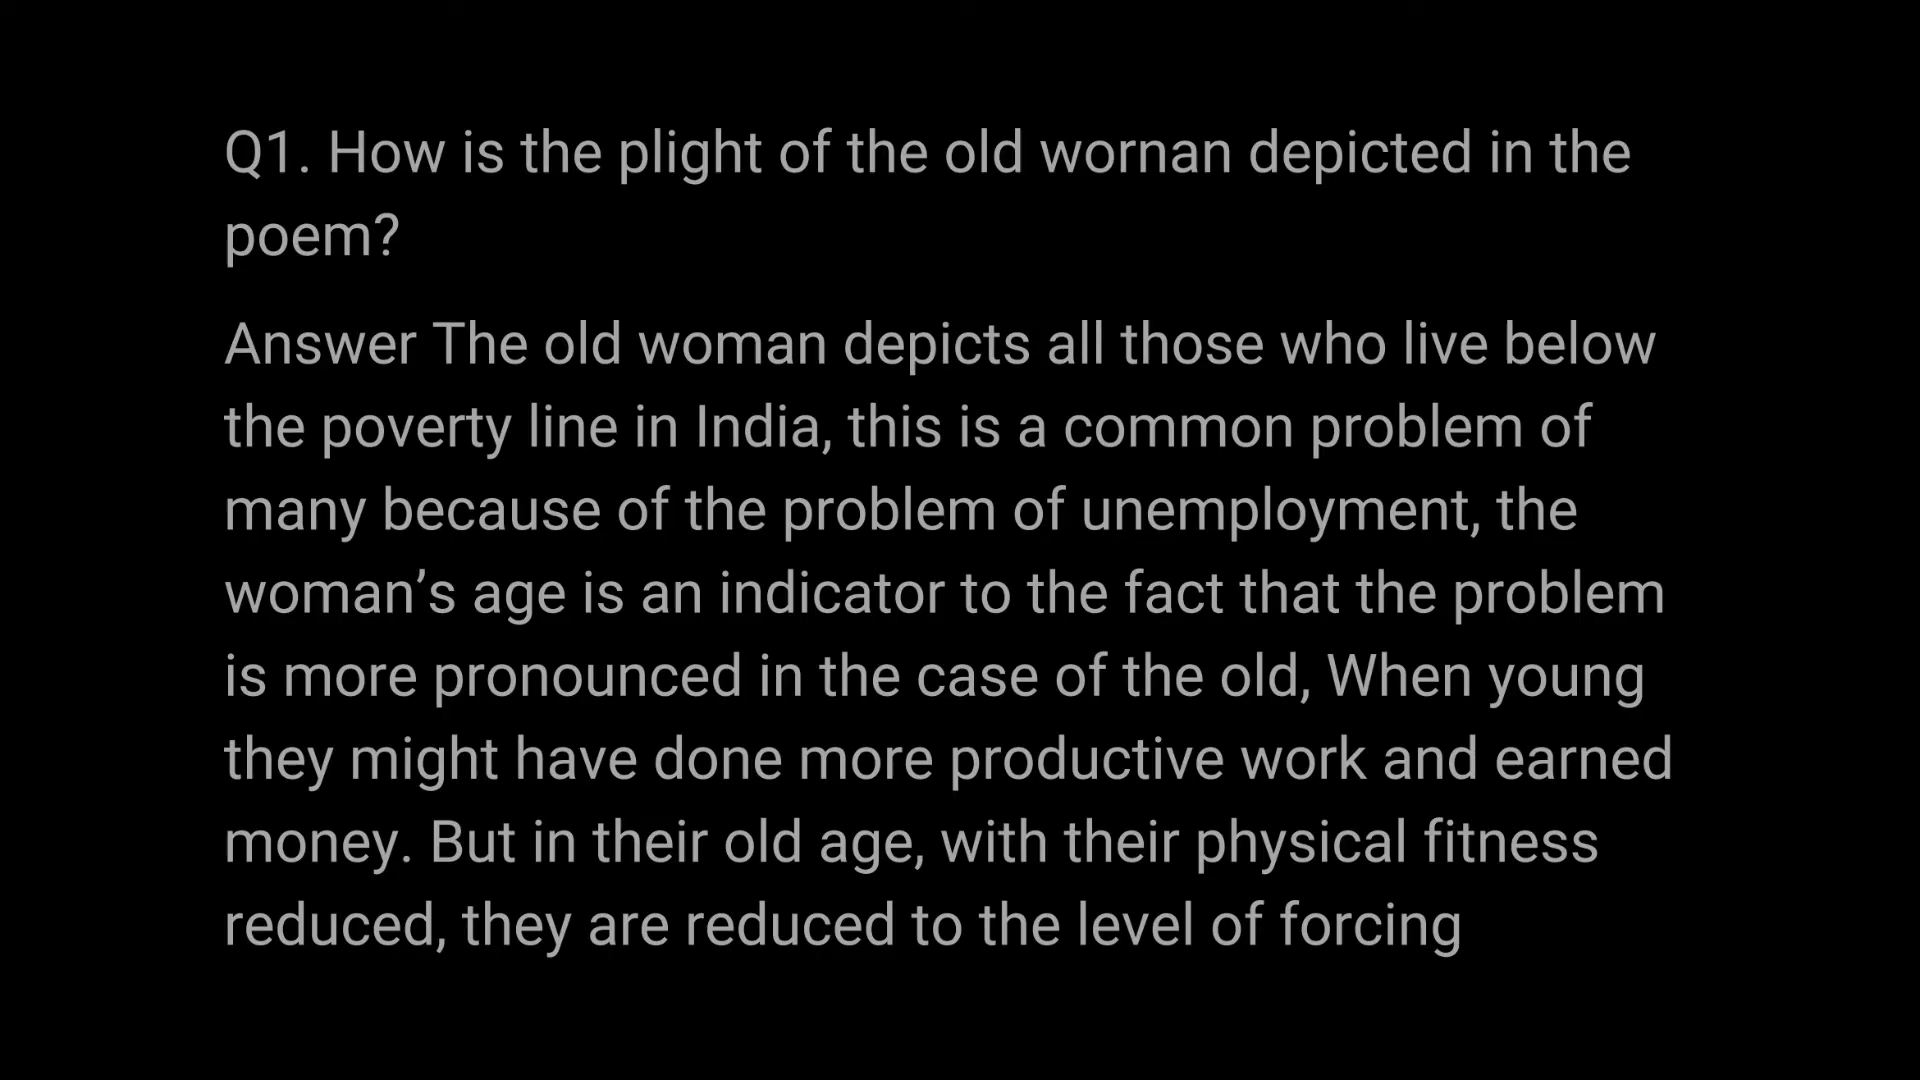 Q1. How is the plight of the old wornan depicted in the
poem?
Answer The old woman depicts all those who live below
the poverty line in India, this is a common problem of
many because of the problem of unemployment, the
woman’s age is an indicator to the fact that the problem
is more pronounced in the case of the old, When young
they might have done more productive work and earned
money. But in their old age, with their physical fitness
reduced, they are reduced to the level of forcing